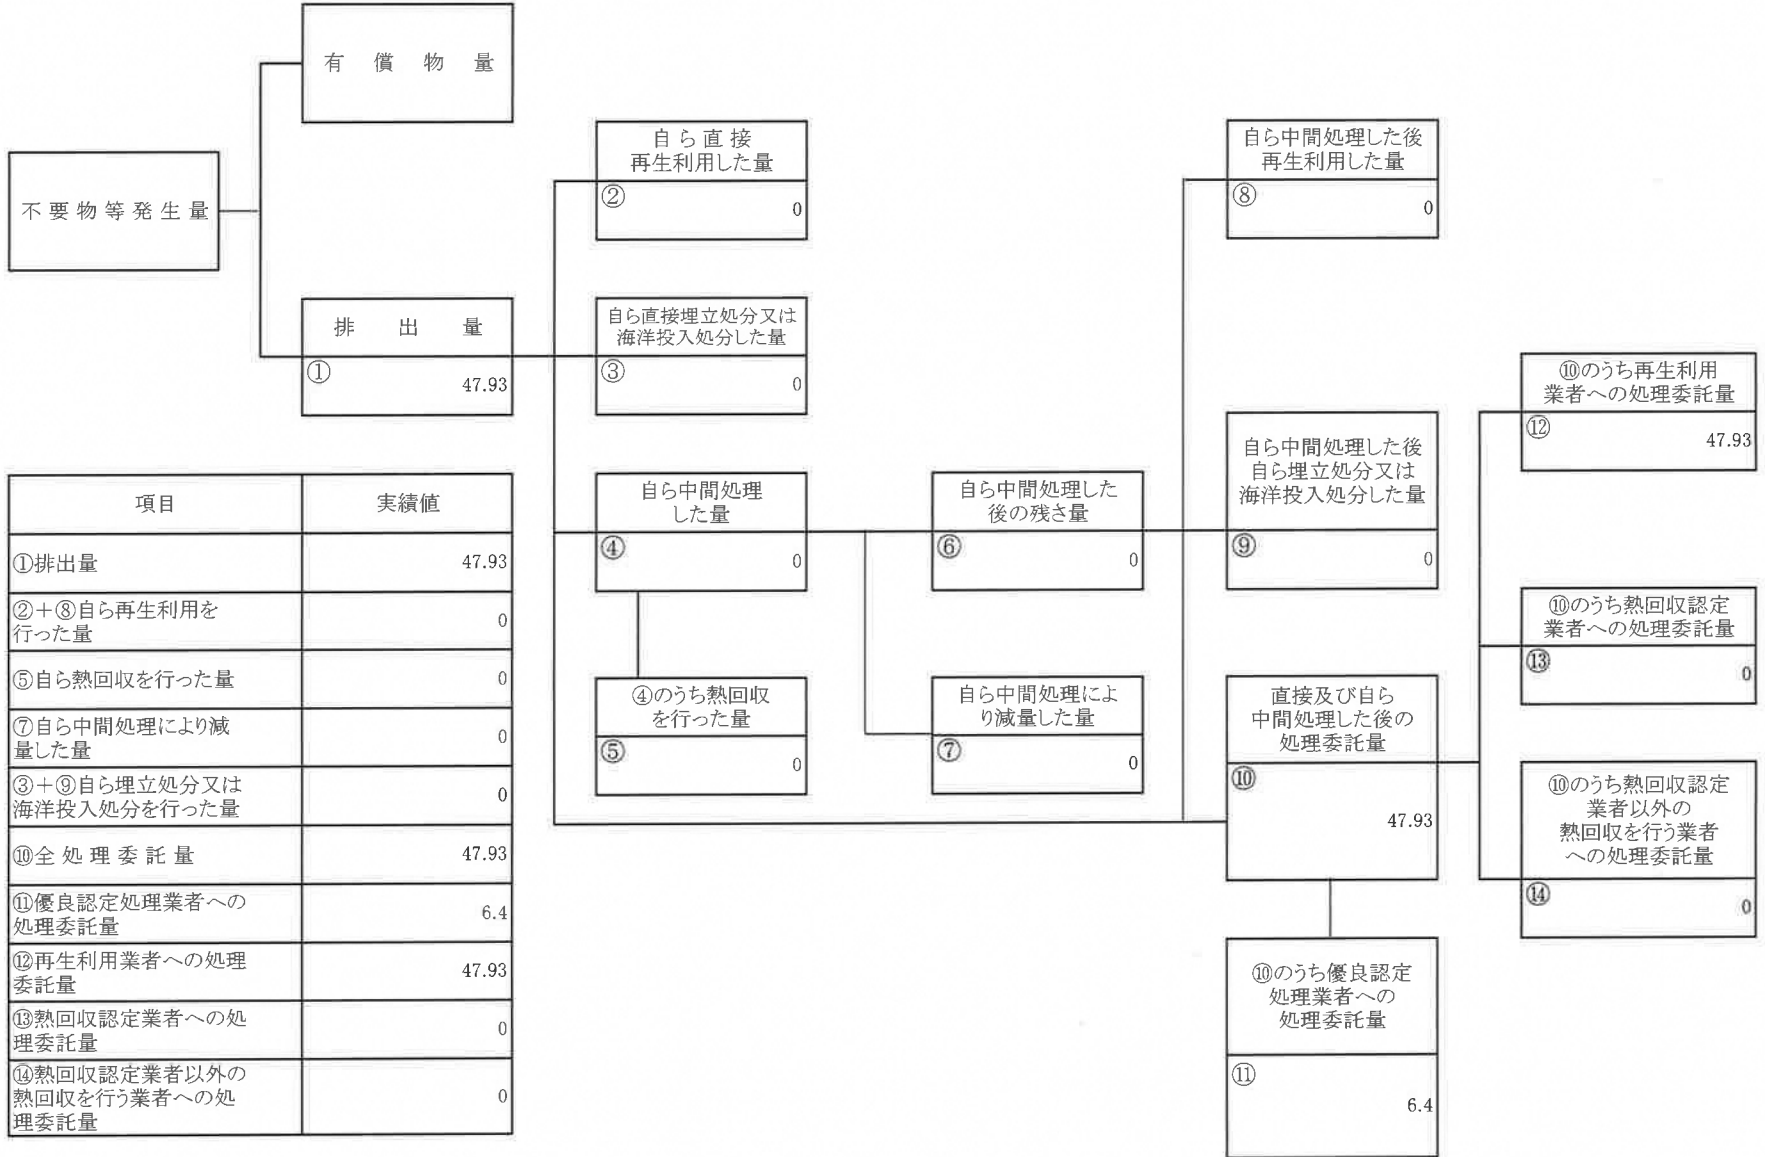 有償物量
不要物等発生量
排出量
①
47.93
自ら直接
再生利用した量
②
0
自ら直接埋立処分又は
海洋投入処分した量
③
0
自ら中間処理
した量
④
0
④のうち熱回収
を行った量
⑤
0
自ら中間処理した
後の残さ量
⑥
0
自ら中間処理によ
り減量した量
⑦
0
自ら中間処理した後
再生利用した量
⑧
0
自ら中間処理した後
自ら埋立処分又は
海洋投入処分した量
⑨
0
直接及び自ら
中間処理した後の
処理委託量
⑩
47.93
⑩のうち優良認定
処理業者への
処理委託量
⑪
6.4
⑩のうち再生利用
業者への処理委託量
⑫
47.93
⑩のうち熱回収認定
業者への処理委託量
⑬
0
⑩のうち熱回収認定
業者以外の
熱回収を行う業者
への処理委託量
⑭
0
項目 実績値
①排出量 47.93
②+⑧自ら再生利用を
行った量 0
⑤自ら熱回収を行った量 0
⑦自ら中間処理により減
量した量 0
③+⑨自ら埋立処分又は
海洋投入処分を行った量 0
⑩全処理委託量 47.93
⑪優良認定処理業者への
処理委託量 6.4
⑫再生利用業者への処理
委託量 47.93
⑬熱回収認定業者への処
理委託量 0
⑭熱回収認定業者以外の
熱回収を行う業者への処
理委託量 0